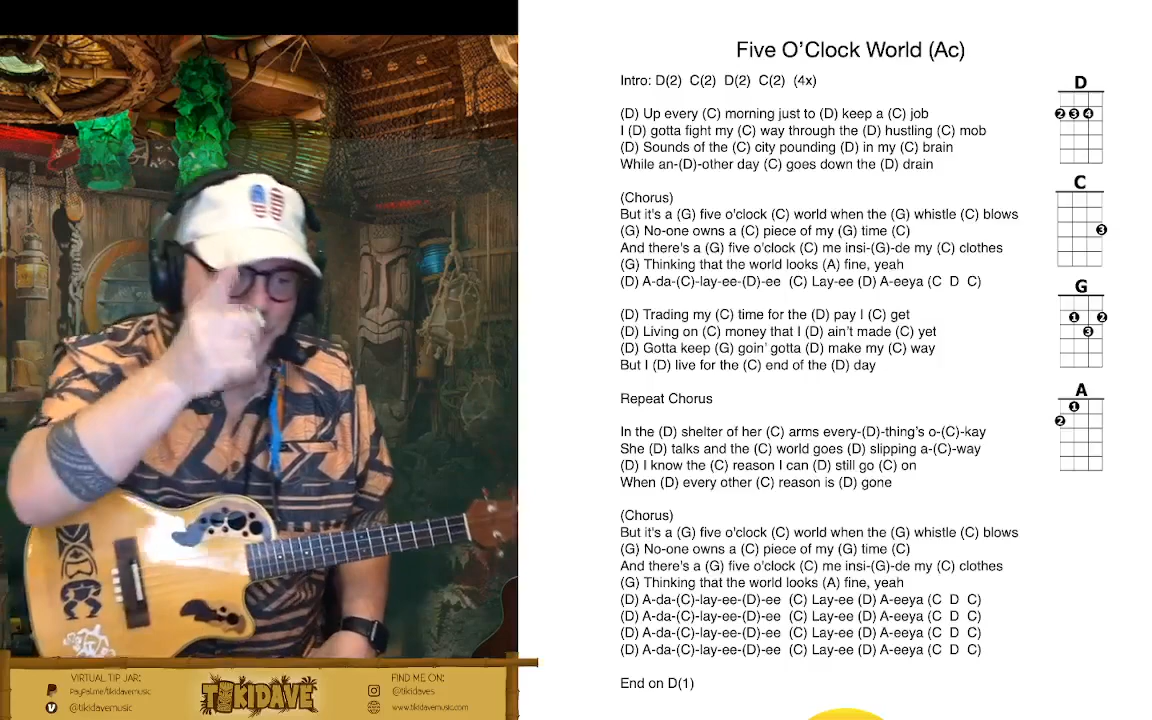 Five O'Clock World (Ac)
Intro: D(2) C(2) D(2) C(2) (4x)
(D) Up every (C) morning just to (D) keep a (C) job
I (D) gotta fight my (C) way through the (D) hustling (C) mob
(D) Sounds of the (C) city pounding (D) in my (C) brain
While an-(D)-other day (C) goes down the (D) drain
(Chorus)
But it's a (G) five o'clock (C) world when the (G) whistle (C) blows
(G) No-one owns a (C) piece of my (G) time (C)
And there's a (G) five o'clock (C) me insi-(G)-de my (C) clothes
(G) Thinking that the world looks (A) fine, yeah
(D) A-da-(C)-lay-ee-(D)-ee (C) Lay-ee (D) A-eeya (C D C)
(D) Trading my (C) time for the (D) pay I (C) get
(D) Living on (C) money that I (D) ain't made (C) yet
(D) Gotta keep (G) goin' gotta (D) make my (C) way
But I (D) live for the (C) end of the (D) day
Repeat Chorus
In the (D) shelter of her (C) arms every-(D)-thing's o-(C)-kay
She (D) talks and the (C) world goes (D) slipping a-(C)-way
(D) I know the (C) reason I can (D) still go (C) on
When (D) every other (C) reason is (D) gone
(Chorus)
But it's a (G) five o'clock (C) world when the (G) whistle (C) blows
(G) No-one owns a (C) piece of my (G) time (C)
And there's a (G) five o'clock (C) me insi-(G)-de my (C) clothes
(G) Thinking that the world looks (A) fine, yeah
(D) A-da-(C)-lay-ee-(D)-ee (C) Lay-ee (D) A-eeya (C D C)
(D) A-da-(C)-lay-ee-(D)-ee (C) Lay-ee (D) A-eeya (C D C)
(D) A-da-(C)-lay-ee-(D)-ee (C) Lay-ee (D) A-eeya (C D C)
(D) A-da-(C)-lay-ee-(D)-ee (C) Lay-ee (D) A-eeya (C D C)
End on D(1)
D
2 3 4
C
3
G
1 2
3
A
1
2
VIRTUAL TIP JAR:
PayPal.me/tikidavemusic
@tikidavemusic
TIKIDAVE
FIND ME ON:
@tikidaves
www.tikidavemusic.com